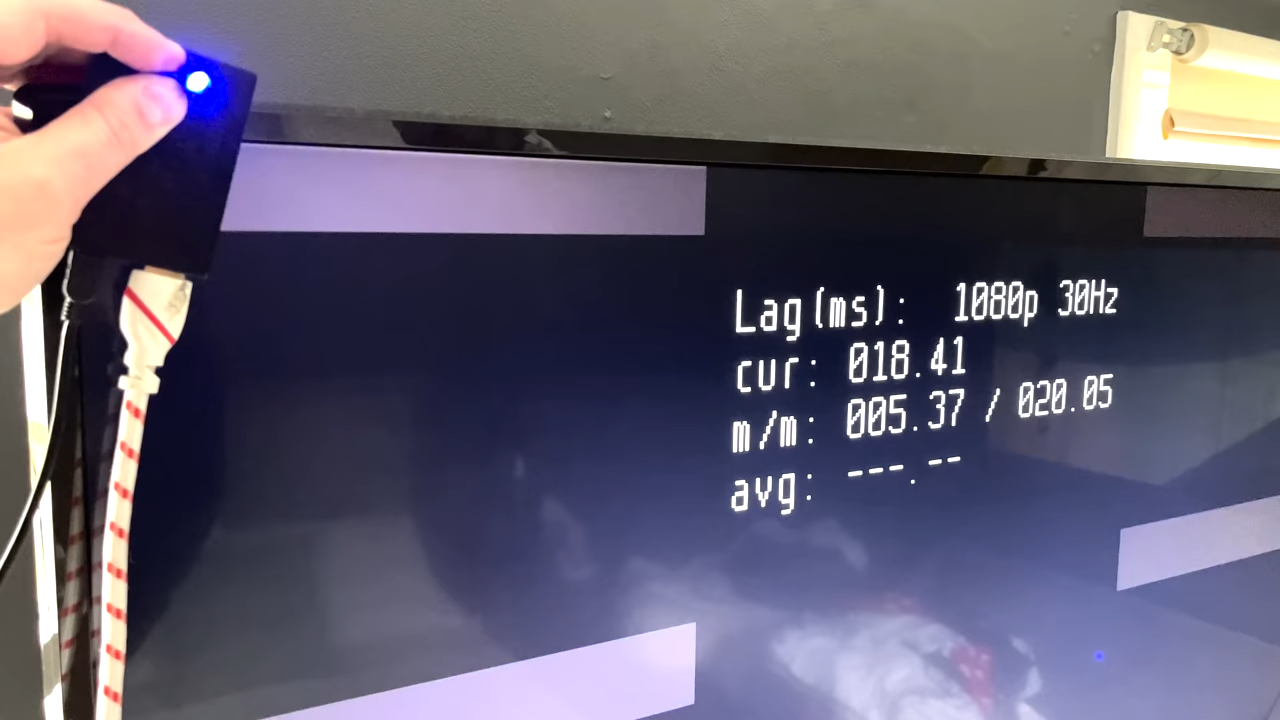 Lag(ms): 1080p 30Hz
cur: 018.41
m/m: 005.37 / 020.05
avg: ---.--